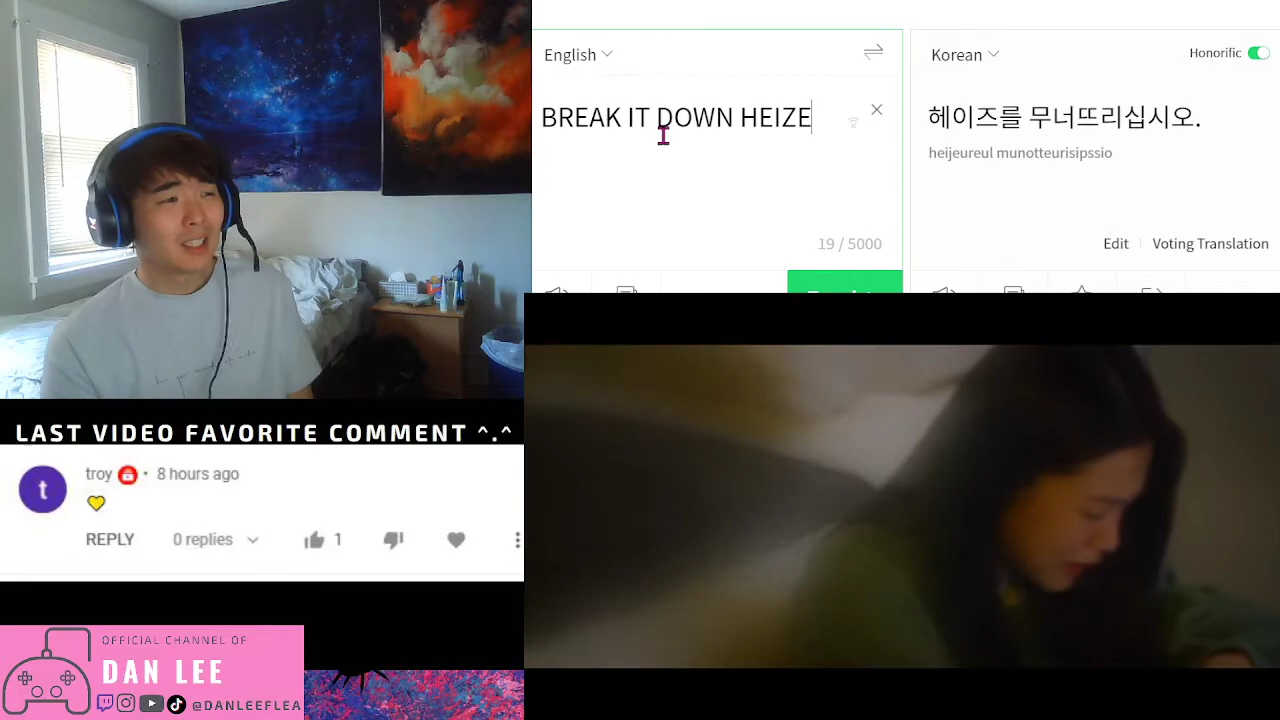 English
BREAK IT DOWN HEIZE
19 / 5000
Korean
Honorific
헤이즈를 무너뜨리십시오.
heijeureul munotteurisipssio
Edit
Voting Translation
LAST VIDEO FAVORITE COMMENT ^.^
t
troy • 8 hours ago
REPLY 0 replies 1
OFFICIAL CHANNEL OF
DAN LEE
@DANLEEFLEA